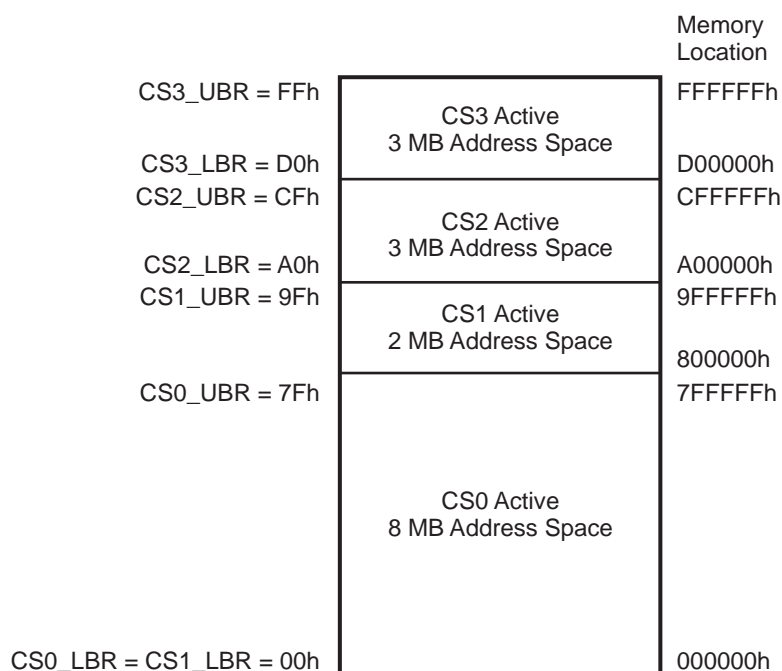 Memory
Location
CS3_UBR = FFh
FFFFFFh
CS3 Active
3 MB Address Space
CS3_LBR = D0h
D00000h
CS2_UBR = CFh
CFFFFFh
CS2 Active
3 MB Address Space
CS2_LBR = A0h
A00000h
CS1_UBR = 9Fh
9FFFFFh
CS1 Active
2 MB Address Space
800000h
CS0_UBR = 7Fh
7FFFFFh
CS0 Active
8 MB Address Space
CS0_LBR = CS1_LBR = 00h
000000h